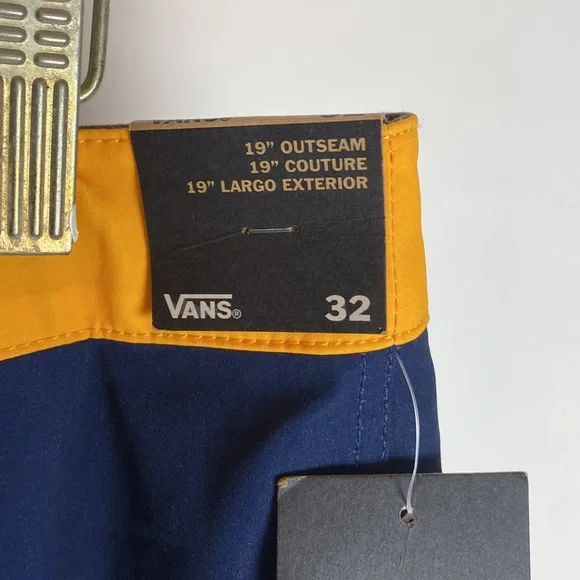 19” OUTSEAM
19” COUTURE
19” LARGO EXTERIOR
VANS® 32